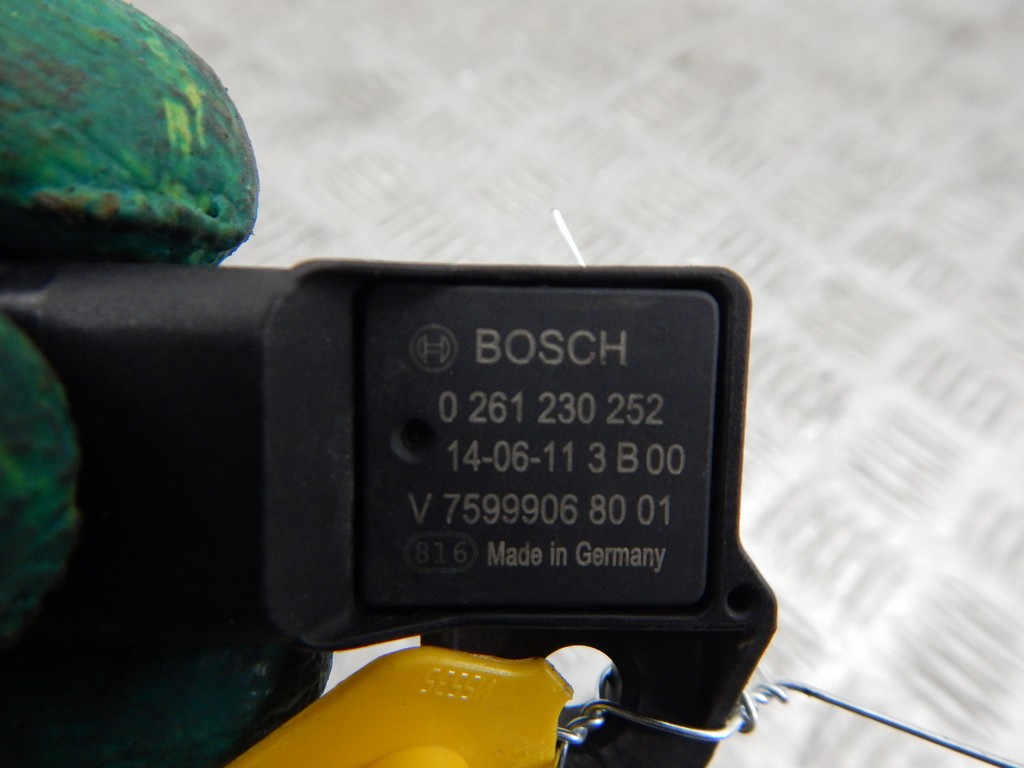 BOSCH
0 261 230 252
14-06-11 3 B 00
V 7599906 80 01
816 Made in Germany